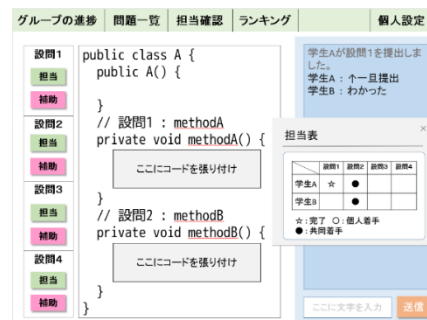 グループの進捗 問題一覧 担当確認 ランキング 個人設定
設問1
担当
補助
設問2
担当
補助
設問3
担当
補助
設問4
担当
補助
public class A {
public A() {
}
// 設問1 : methodA
private void methodA() {
ここにコードを張り付け
}
// 設問2 : methodB
private void methodB() {
ここにコードを張り付け
}
}
学生Aが設問1を提出しま
した。
学生A : 个一旦提出
学生B : わかった
担当表 ×
設問1 設問2 設問3 設問4
学生A ☆ ●
学生B ●
☆ : 完了 ○ : 個人着手
● : 共同着手
ここに文字を入力 送信